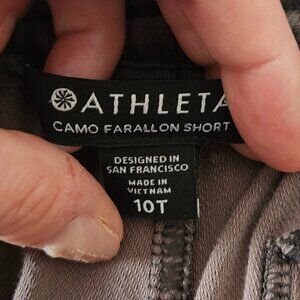 ATHLETA
CAMO FARALLON SHORT
DESIGNED IN
SAN FRANCISCO
MADE IN
VIETNAM
10T